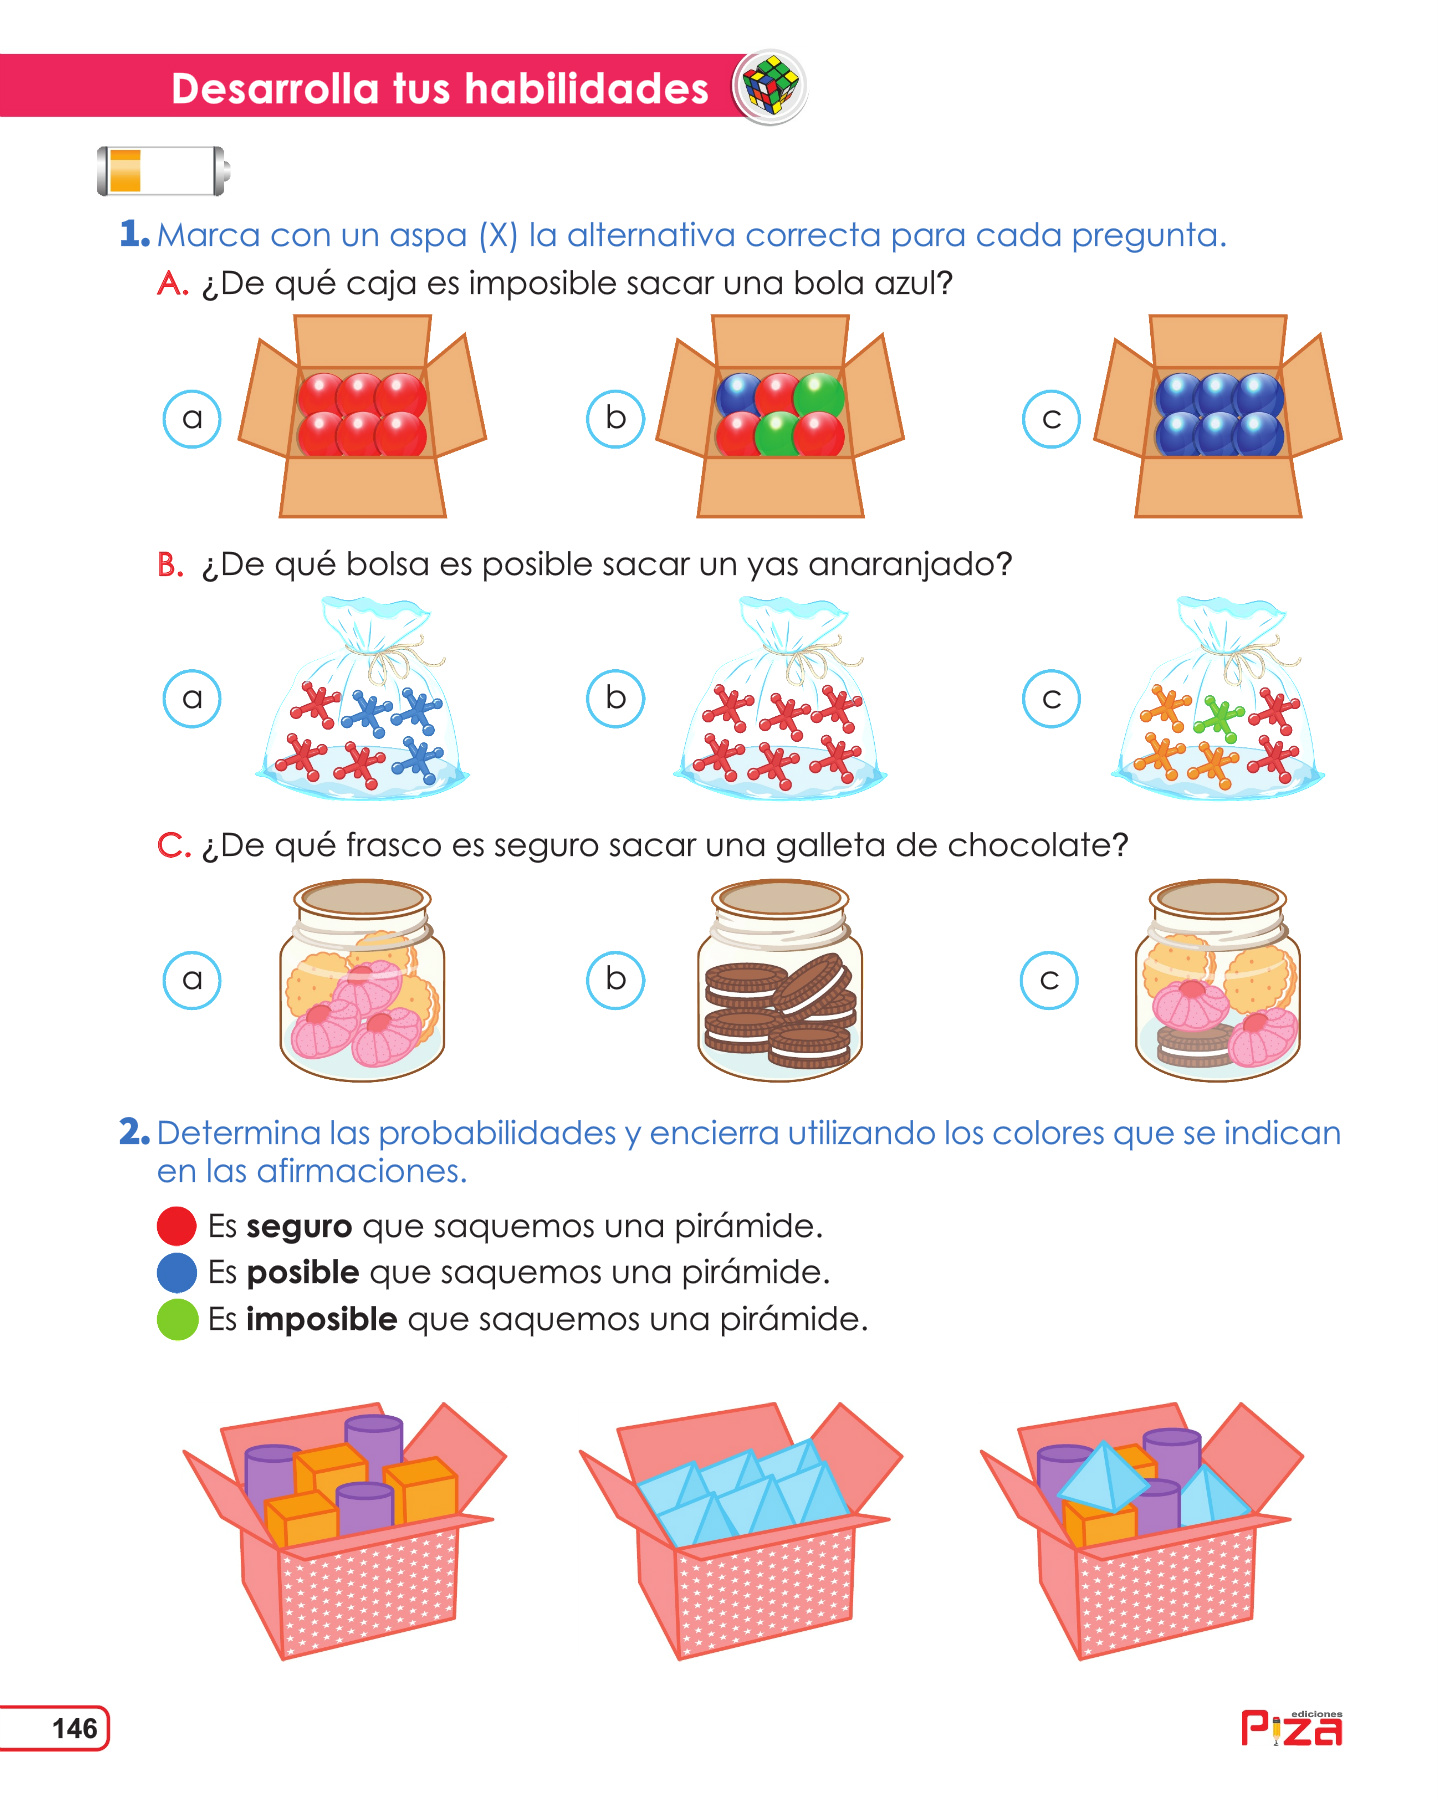 Desarrolla tus habilidades
1. Marca con un aspa (X) la alternativa correcta para cada pregunta.
A. ¿De qué caja es imposible sacar una bola azul?
a b c
B. ¿De qué bolsa es posible sacar un yas anaranjado?
a b c
C. ¿De qué frasco es seguro sacar una galleta de chocolate?
a b c
2. Determina las probabilidades y encierra utilizando los colores que se indican
en las afirmaciones.
Es seguro que saquemos una pirámide.
Es posible que saquemos una pirámide.
Es imposible que saquemos una pirámide.
146
ediciones
Piza